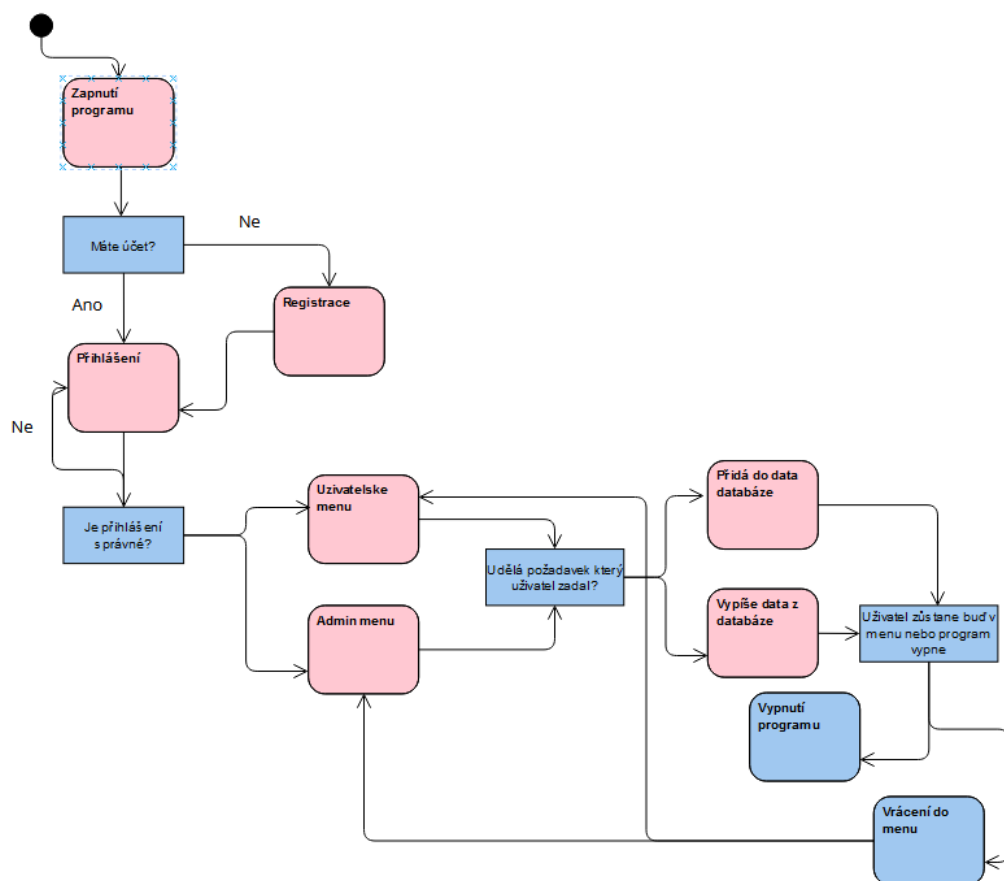 Zapnutí
programu
Máte účet?
Ne
Ano
Registrace
Přihlášení
Ne
Je přihlášení
správné?
Uzivatelske
menu
Admin menu
Udělá požadavek který
uživatel zadal?
Přidá do data
databáze
Vypíše data z
databáze
Uživatel zůstane buď v
menu nebo program
vypne
Vypnutí
programu
Vrácení do
menu